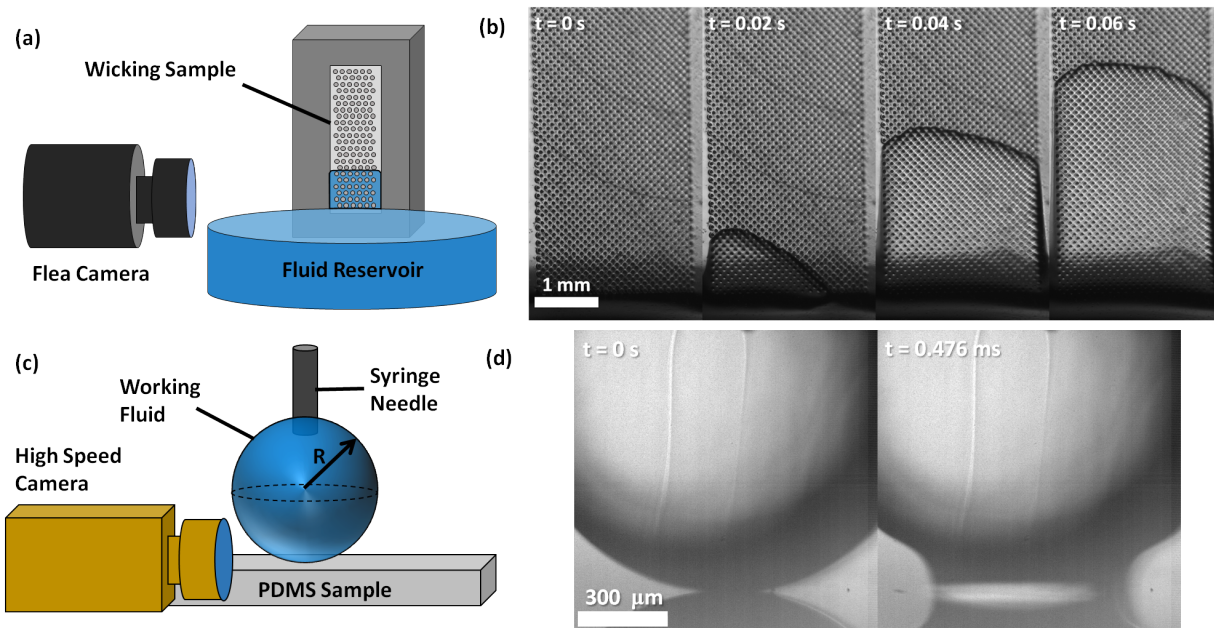 (a)
Wicking Sample
Flea Camera
Fluid Reservoir
(b)
t = 0 s
t = 0.02 s
t = 0.04 s
t = 0.06 s
1 mm
(c)
Working
Fluid
Syringe
Needle
R
High Speed
Camera
PDMS Sample
(d)
t = 0 s
t = 0.476 ms
300 μm